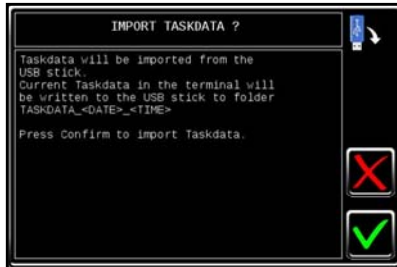 IMPORT TASKDATA ?
Taskdata will be imported from the
USB stick.
Current Taskdata in the terminal will
be written to the USB stick to folder
TASKDATA_<DATE>_<TIME>
Press Confirm to import Taskdata.